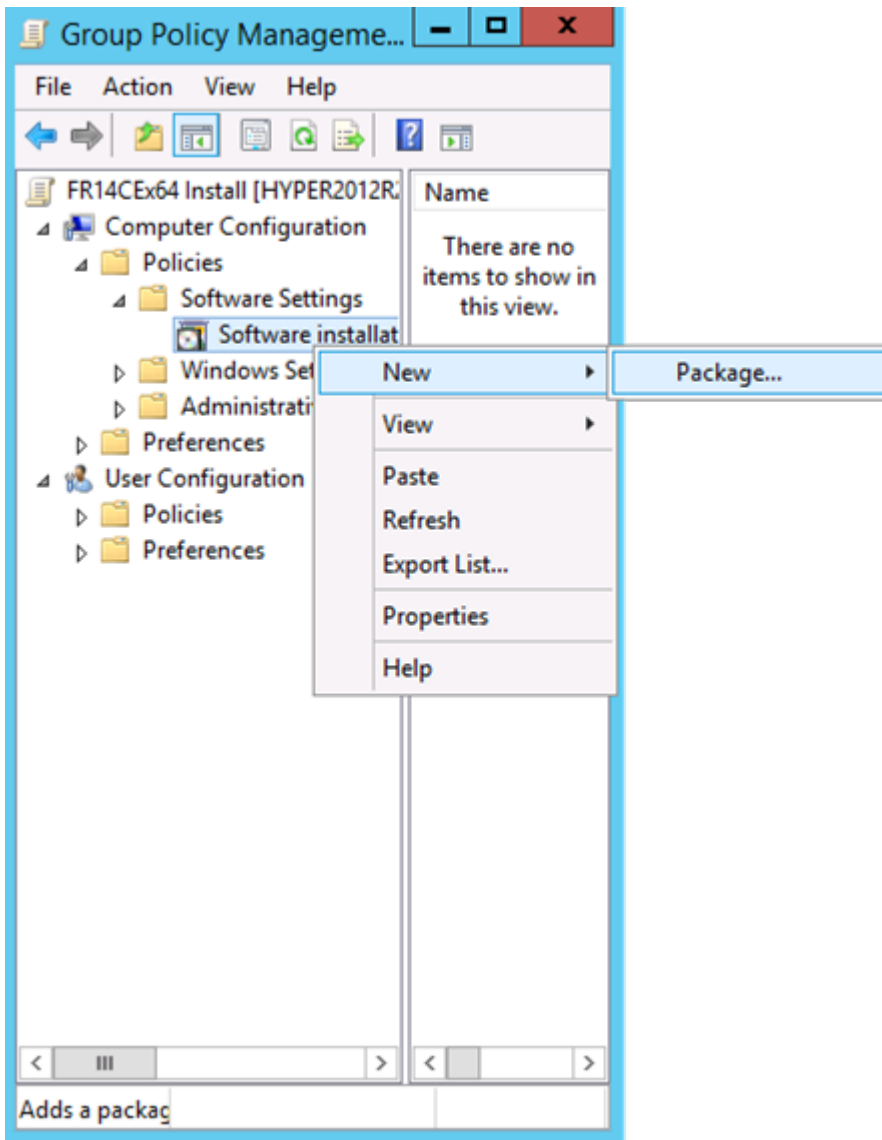 Group Policy Manageme...
File Action View Help
FR14CEx64 Install [HYPER2012R
Name
Computer Configuration
There are no
items to show in
this view.
Policies
Software Settings
Software installat
New
Package...
Windows Set
Administrati
View
Preferences
User Configuration
Paste
Policies
Refresh
Preferences
Export List...
Properties
Help
Adds a packag